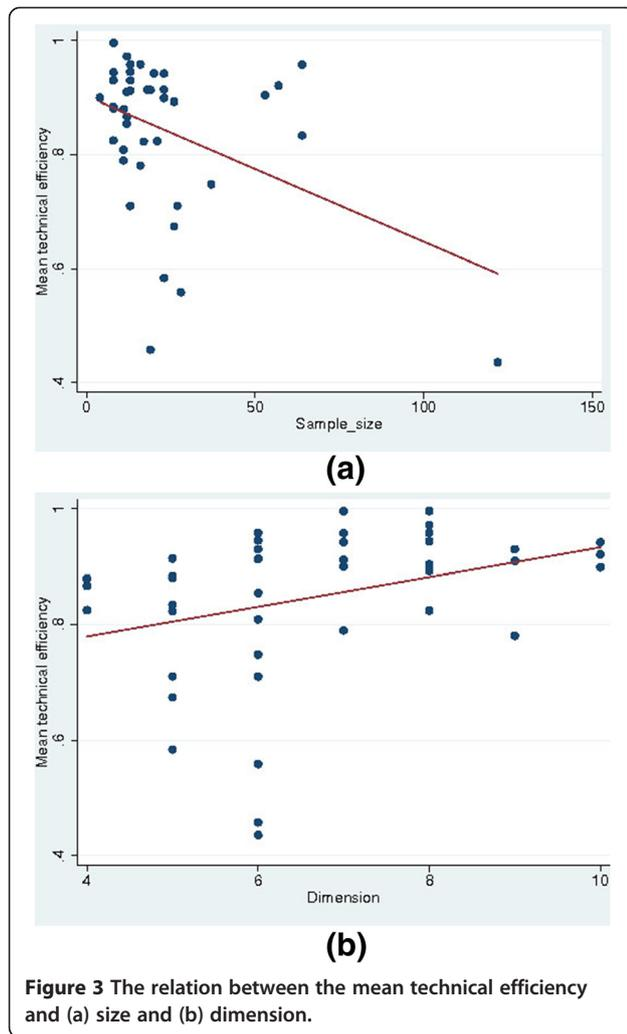 1
.8
.6
.4
Mean technical efficiency
0 50 100 150
Sample_size
(a)
1
.8
.6
.4
Mean technical efficiency
4 6 8 10
Dimension
(b)
Figure 3 The relation between the mean technical efficiency
and (a) size and (b) dimension.